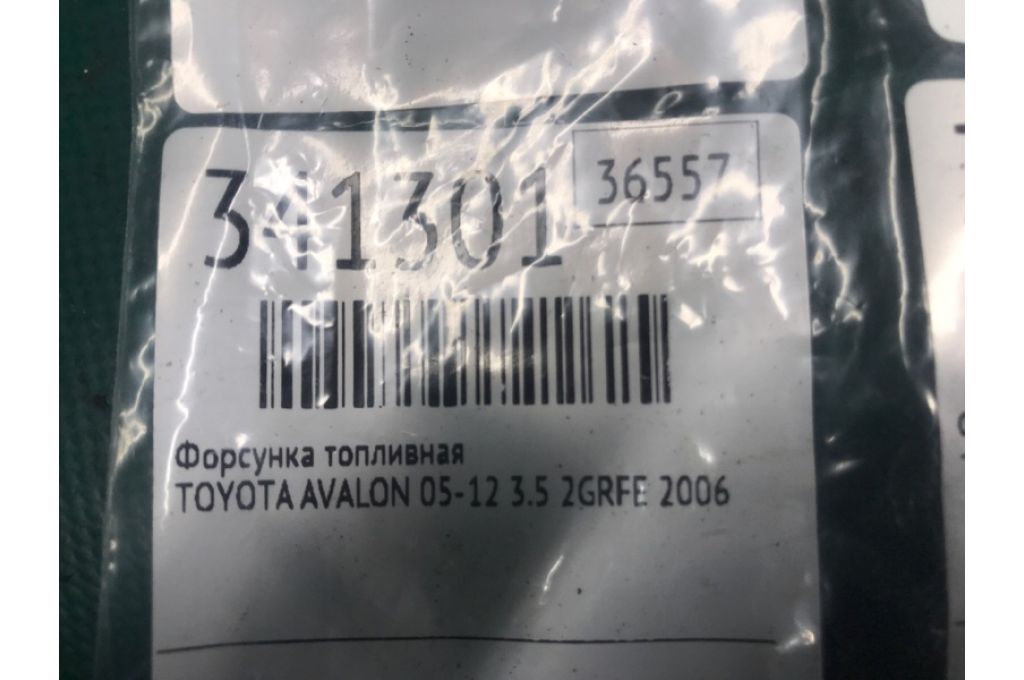 341301
36557
Форсунка топливная
TOYOTA AVALON 05-12 3.5 2GRFE 2006